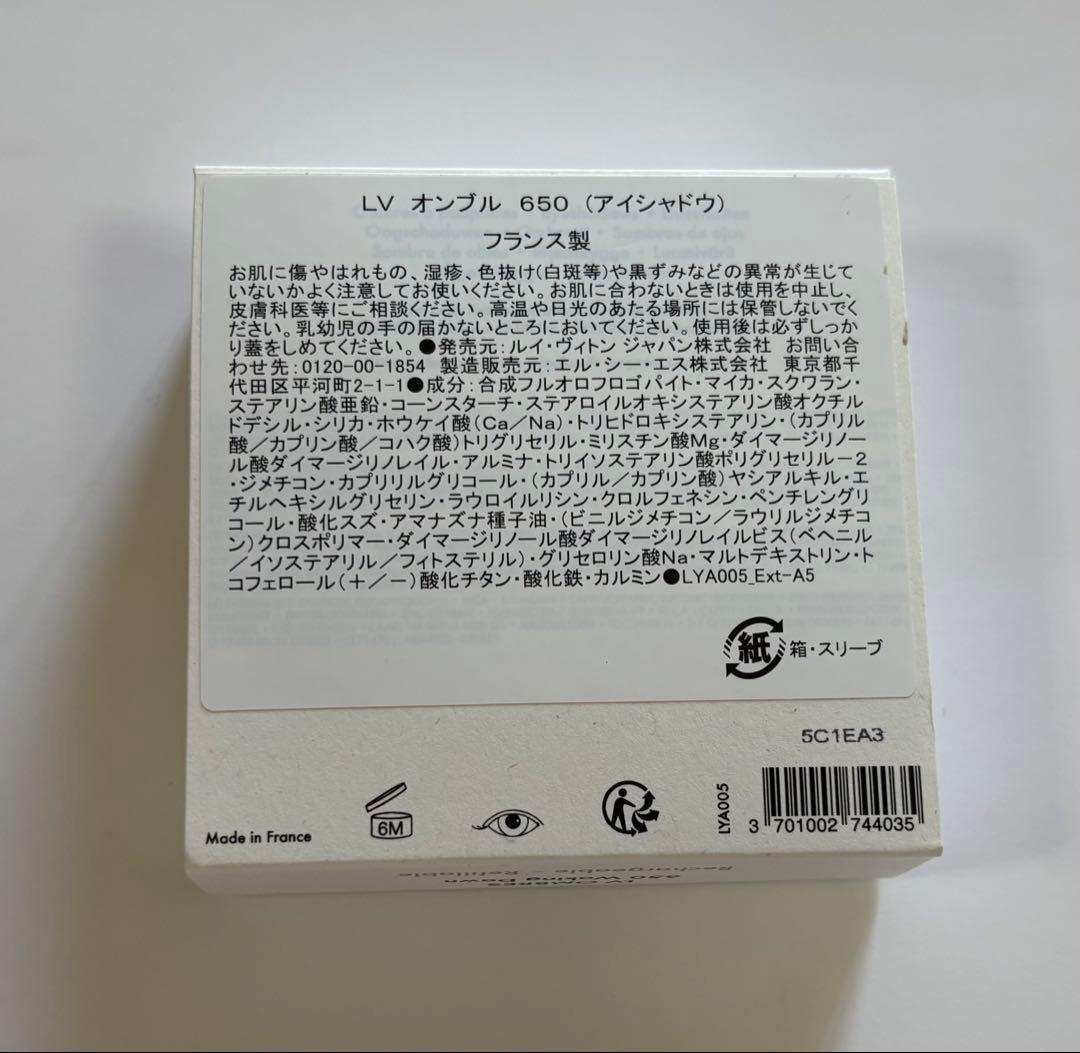 LV オンブル 650 (アイシャドウ)
フランス製
お肌に傷やはれもの、湿疹、色抜け(白斑等)や黒ずみなどの異常が生じて
いないかよく注意してお使いください。お肌に合わないときは使用を中止し、
皮膚科医等にご相談ください。高温や日光のあたる場所には保管しないでく
ださい。乳幼児の手の届かないところにおいてください。使用後は必ずしっか
り蓋をしめてください。●発売元:ルイ・ヴィトン ジャパン株式会社 お問い合
わせ先:0120-00-1854 製造販売元:エル・シー・エス株式会社 東京都千
代田区平河町2-1-1●成分:合成フルオロフロゴパイト・マイカ・スクワラン・
ステアリン酸亜鉛・コーンスターチ・ステアロイルオキシステアリン酸オクチル
ドデシル・シリカ・ホウケイ酸(Ca/Na)・トリヒドロキシステアリン・(カプリル
酸/カプリン酸/コハク酸)トリグリセリル・ミリスチン酸Mg・ダイマージリノー
ル酸ダイマージリノレイル・アルミナ・トリイソステアリン酸ポリグリセリル-2
・ジメチコン・カプリリルグリコール・(カプリル/カプリン酸)ヤシアルキル・エ
チルヘキシルグリセリン・ラウロイルリシン・クロルフェネシン・ペンチレングリ
コール・酸化スズ・アマナズナ種子油・(ビニルジメチコン/ラウリルジメチコ
ン)クロスポリマー・ダイマージリノール酸ダイマージリノレイルビス(ベヘニル
/イソステアリル/フィトステリル)・グリセロリン酸Na・マルトデキストリン・ト
コフェロール(+/-)酸化チタン・酸化鉄・カルミン●LYA005_Ext-A5
紙 箱・スリーブ
5C1EA3
LYA005
3 701002 744035
6M
Made in France
LV OMBRES
650 Waking Dawn
Rechargeable - Refillable